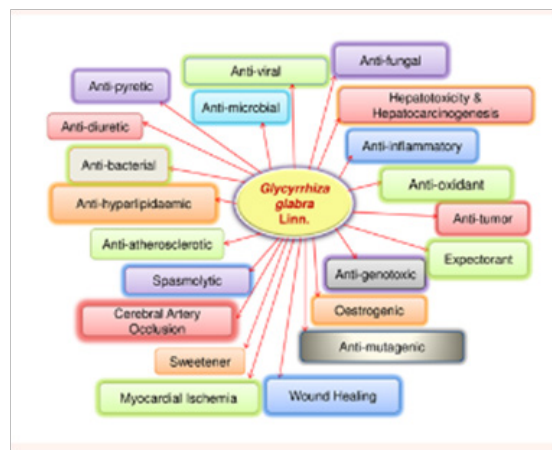 Anti-fungal
Anti-viral
Anti-pyretic
Anti-microbial
Hepatotoxicity &
Hepatocarcinogenesis
Anti-diuretic
Anti-inflammatory
Anti-bacterial
Anti-oxidant
Glycyrrhiza
glabra
Linn.
Anti-hyperlipidaemic
Anti-tumor
Anti-atherosclerotic
Expectorant
Spasmolytic
Anti-genotoxic
Cerebral Artery
Occlusion
Oestrogenic
Anti-mutagenic
Sweetener
Myocardial Ischemia
Wound Healing